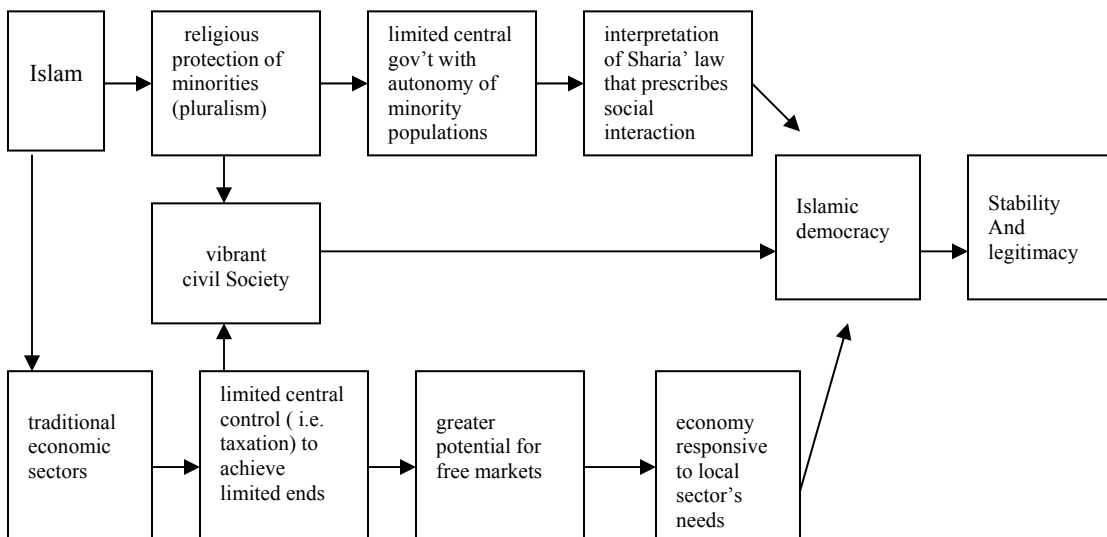 Islam
religious
protection of
minorities
(pluralism)
limited central
gov’t with
autonomy of
minority
populations
interpretation
of Sharia’ law
that prescribes
social
interaction
vibrant
civil Society
Islamic
democracy
Stability
And
legitimacy
traditional
economic
sectors
limited central
control ( i.e.
taxation) to
achieve
limited ends
greater
potential for
free markets
economy
responsive
to local
sector’s
needs